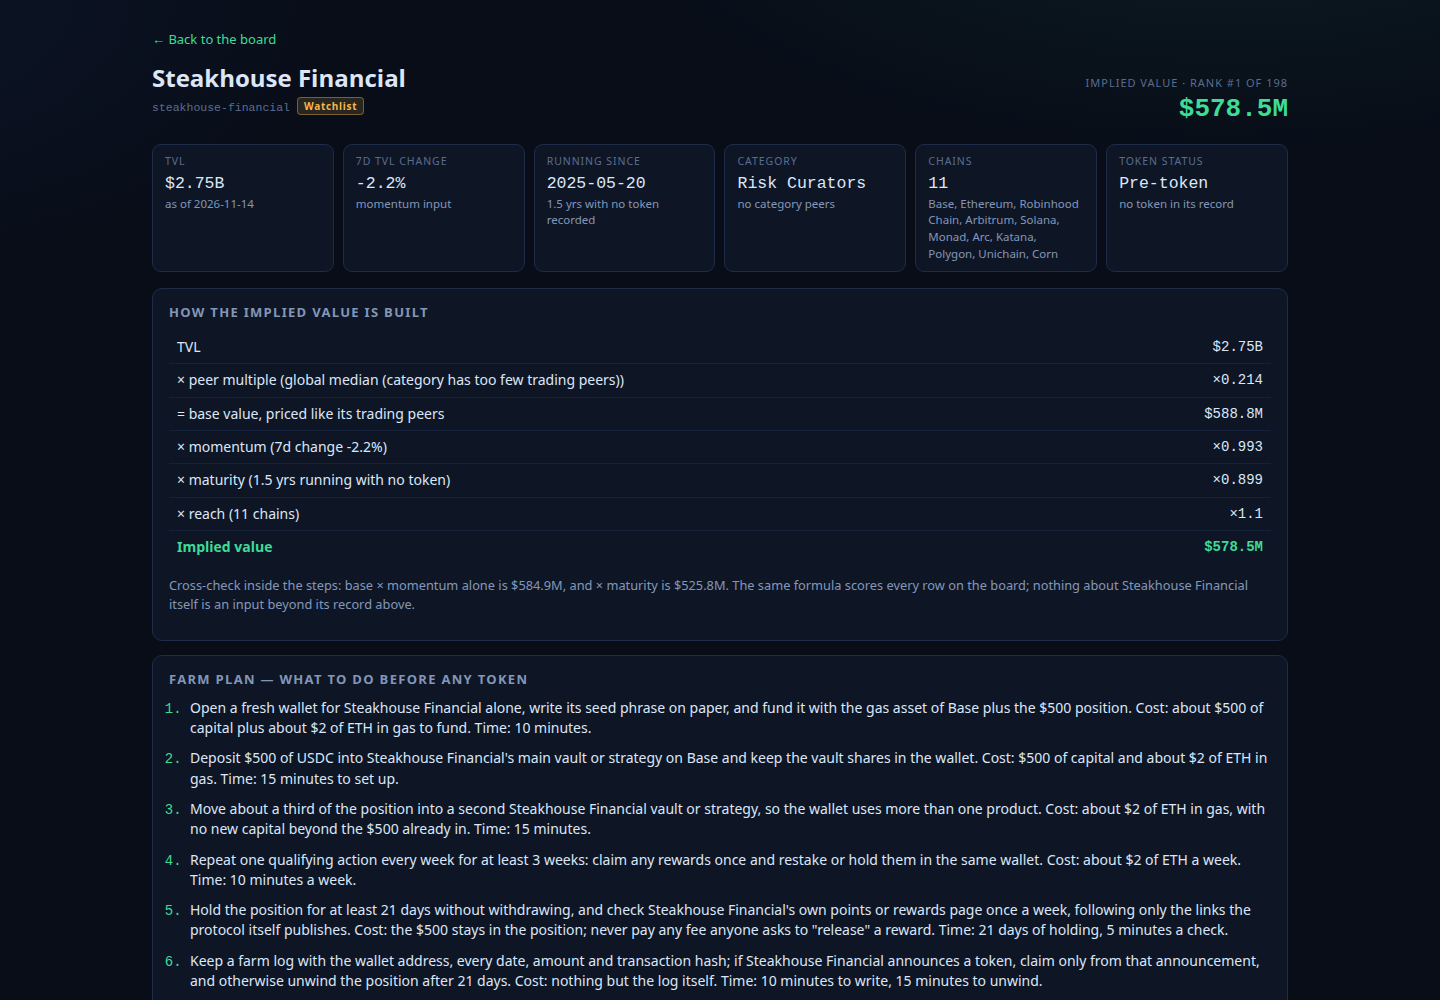 ← Back to the board
Steakhouse Financial
steakhouse-financial Watchlist
IMPLIED VALUE · RANK #1 OF 198
$578.5M
TVL
$2.75B
as of 2026-11-14
7D TVL CHANGE
-2.2%
momentum input
RUNNING SINCE
2025-05-20
1.5 yrs with no token
recorded
CATEGORY
Risk Curators
no category peers
CHAINS
11
Base, Ethereum, Robinhood
Chain, Arbitrum, Solana,
Monad, Arc, Katana,
Polygon, Unichain, Corn
TOKEN STATUS
Pre-token
no token in its record
HOW THE IMPLIED VALUE IS BUILT
TVL $2.75B
× peer multiple (global median (category has too few trading peers)) ×0.214
= base value, priced like its trading peers $588.8M
× momentum (7d change -2.2%) ×0.993
× maturity (1.5 yrs running with no token) ×0.899
× reach (11 chains) ×1.1
Implied value $578.5M
Cross-check inside the steps: base × momentum alone is $584.9M, and × maturity is $525.8M. The same formula scores every row on the board; nothing about Steakhouse Financial
itself is an input beyond its record above.
FARM PLAN — WHAT TO DO BEFORE ANY TOKEN
1. Open a fresh wallet for Steakhouse Financial alone, write its seed phrase on paper, and fund it with the gas asset of Base plus the $500 position. Cost: about $500 of
capital plus about $2 of ETH in gas to fund. Time: 10 minutes.
2. Deposit $500 of USDC into Steakhouse Financial's main vault or strategy on Base and keep the vault shares in the wallet. Cost: $500 of capital and about $2 of ETH in
gas. Time: 15 minutes to set up.
3. Move about a third of the position into a second Steakhouse Financial vault or strategy, so the wallet uses more than one product. Cost: about $2 of ETH in gas, with
no new capital beyond the $500 already in. Time: 15 minutes.
4. Repeat one qualifying action every week for at least 3 weeks: claim any rewards once and restake or hold them in the same wallet. Cost: about $2 of ETH a week.
Time: 10 minutes a week.
5. Hold the position for at least 21 days without withdrawing, and check Steakhouse Financial's own points or rewards page once a week, following only the links the
protocol itself publishes. Cost: the $500 stays in the position; never pay any fee anyone asks to "release" a reward. Time: 21 days of holding, 5 minutes a check.
6. Keep a farm log with the wallet address, every date, amount and transaction hash; if Steakhouse Financial announces a token, claim only from that announcement,
and otherwise unwind the position after 21 days. Cost: nothing but the log itself. Time: 10 minutes to write, 15 minutes to unwind.